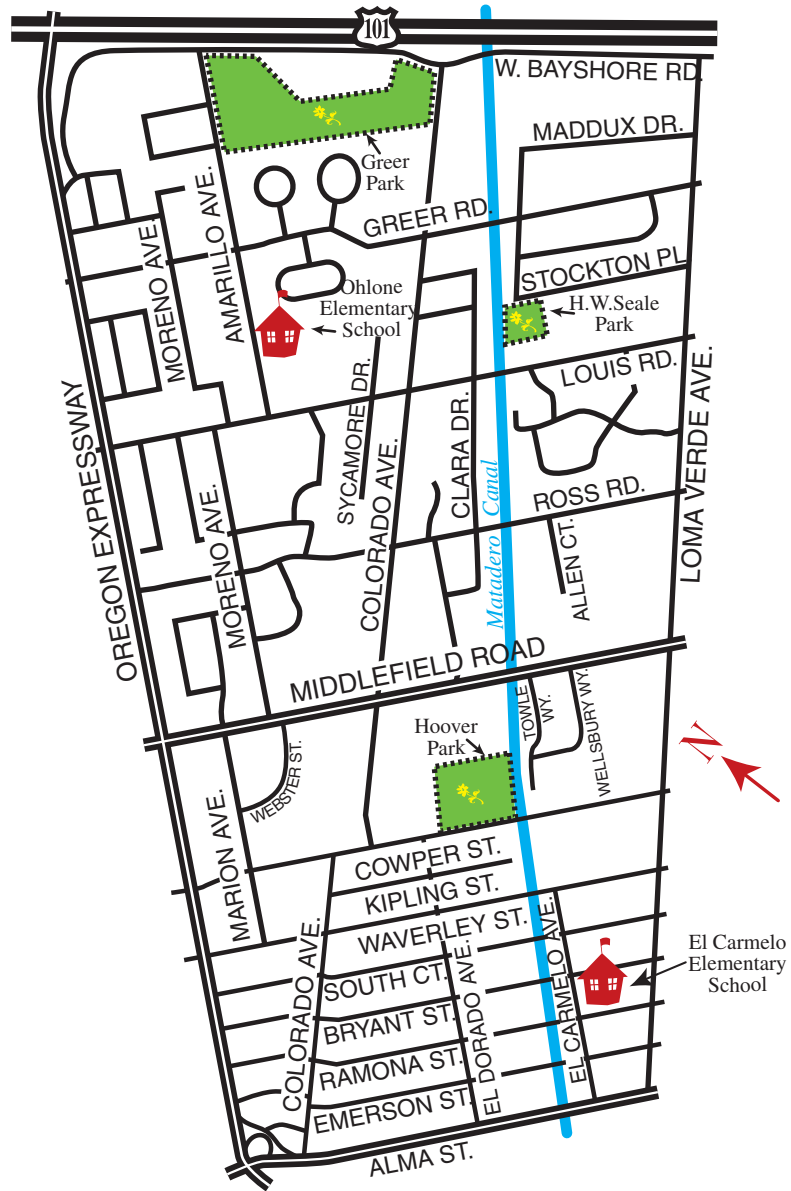 101
W. BAYSHORE RD.
MADDUX DR.
Greer
Park
GREER RD.
AMARILLO AVE.
MORENO AVE.
STOCKTON PL
Ohlone
Elementary
School
H.W.Seale
Park
LOUIS RD.
SYCAMORE DR.
COLORADO AVE.
CLARA DR.
LOMA VERDE AVE.
OREGON EXPRESSWAY
Matadero Canal
ROSS RD.
MORENO AVE.
ALLEN CT.
MIDDLEFIELD ROAD
TOWLE
WY.
WELLSBURY WY.
Hoover
Park
N
WEBSTER ST.
MARION AVE.
COWPER ST.
KIPLING ST.
WAVERLEY ST.
El Carmelo
Elementary
School
COLORADO AVE.
SOUTH CT.
EL DORADO AVE.
EL CARMELO AVE.
BRYANT ST.
RAMONA ST.
EMERSON ST.
ALMA ST.